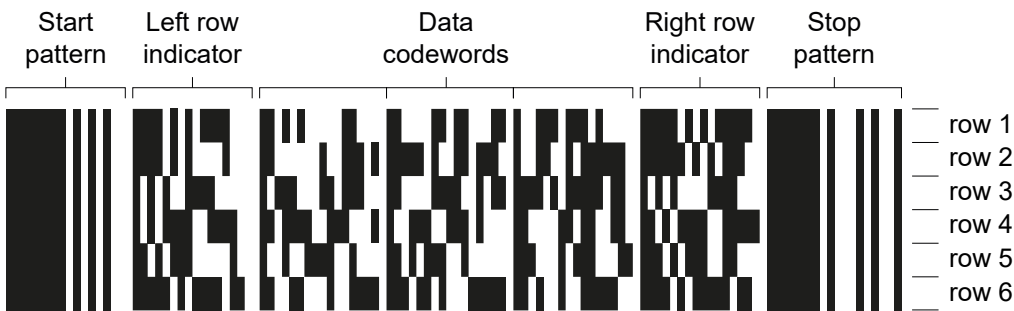 Start pattern
Left row indicator
Data codewords
Right row indicator
Stop pattern
row 1
row 2
row 3
row 4
row 5
row 6